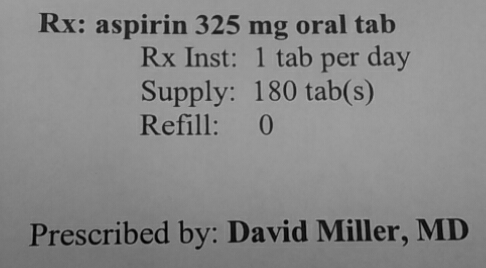 Rx: aspirin 325 mg oral tab
Rx Inst: 1 tab per day
Supply: 180 tab(s)
Refill: 0
Prescribed by: David Miller, MD